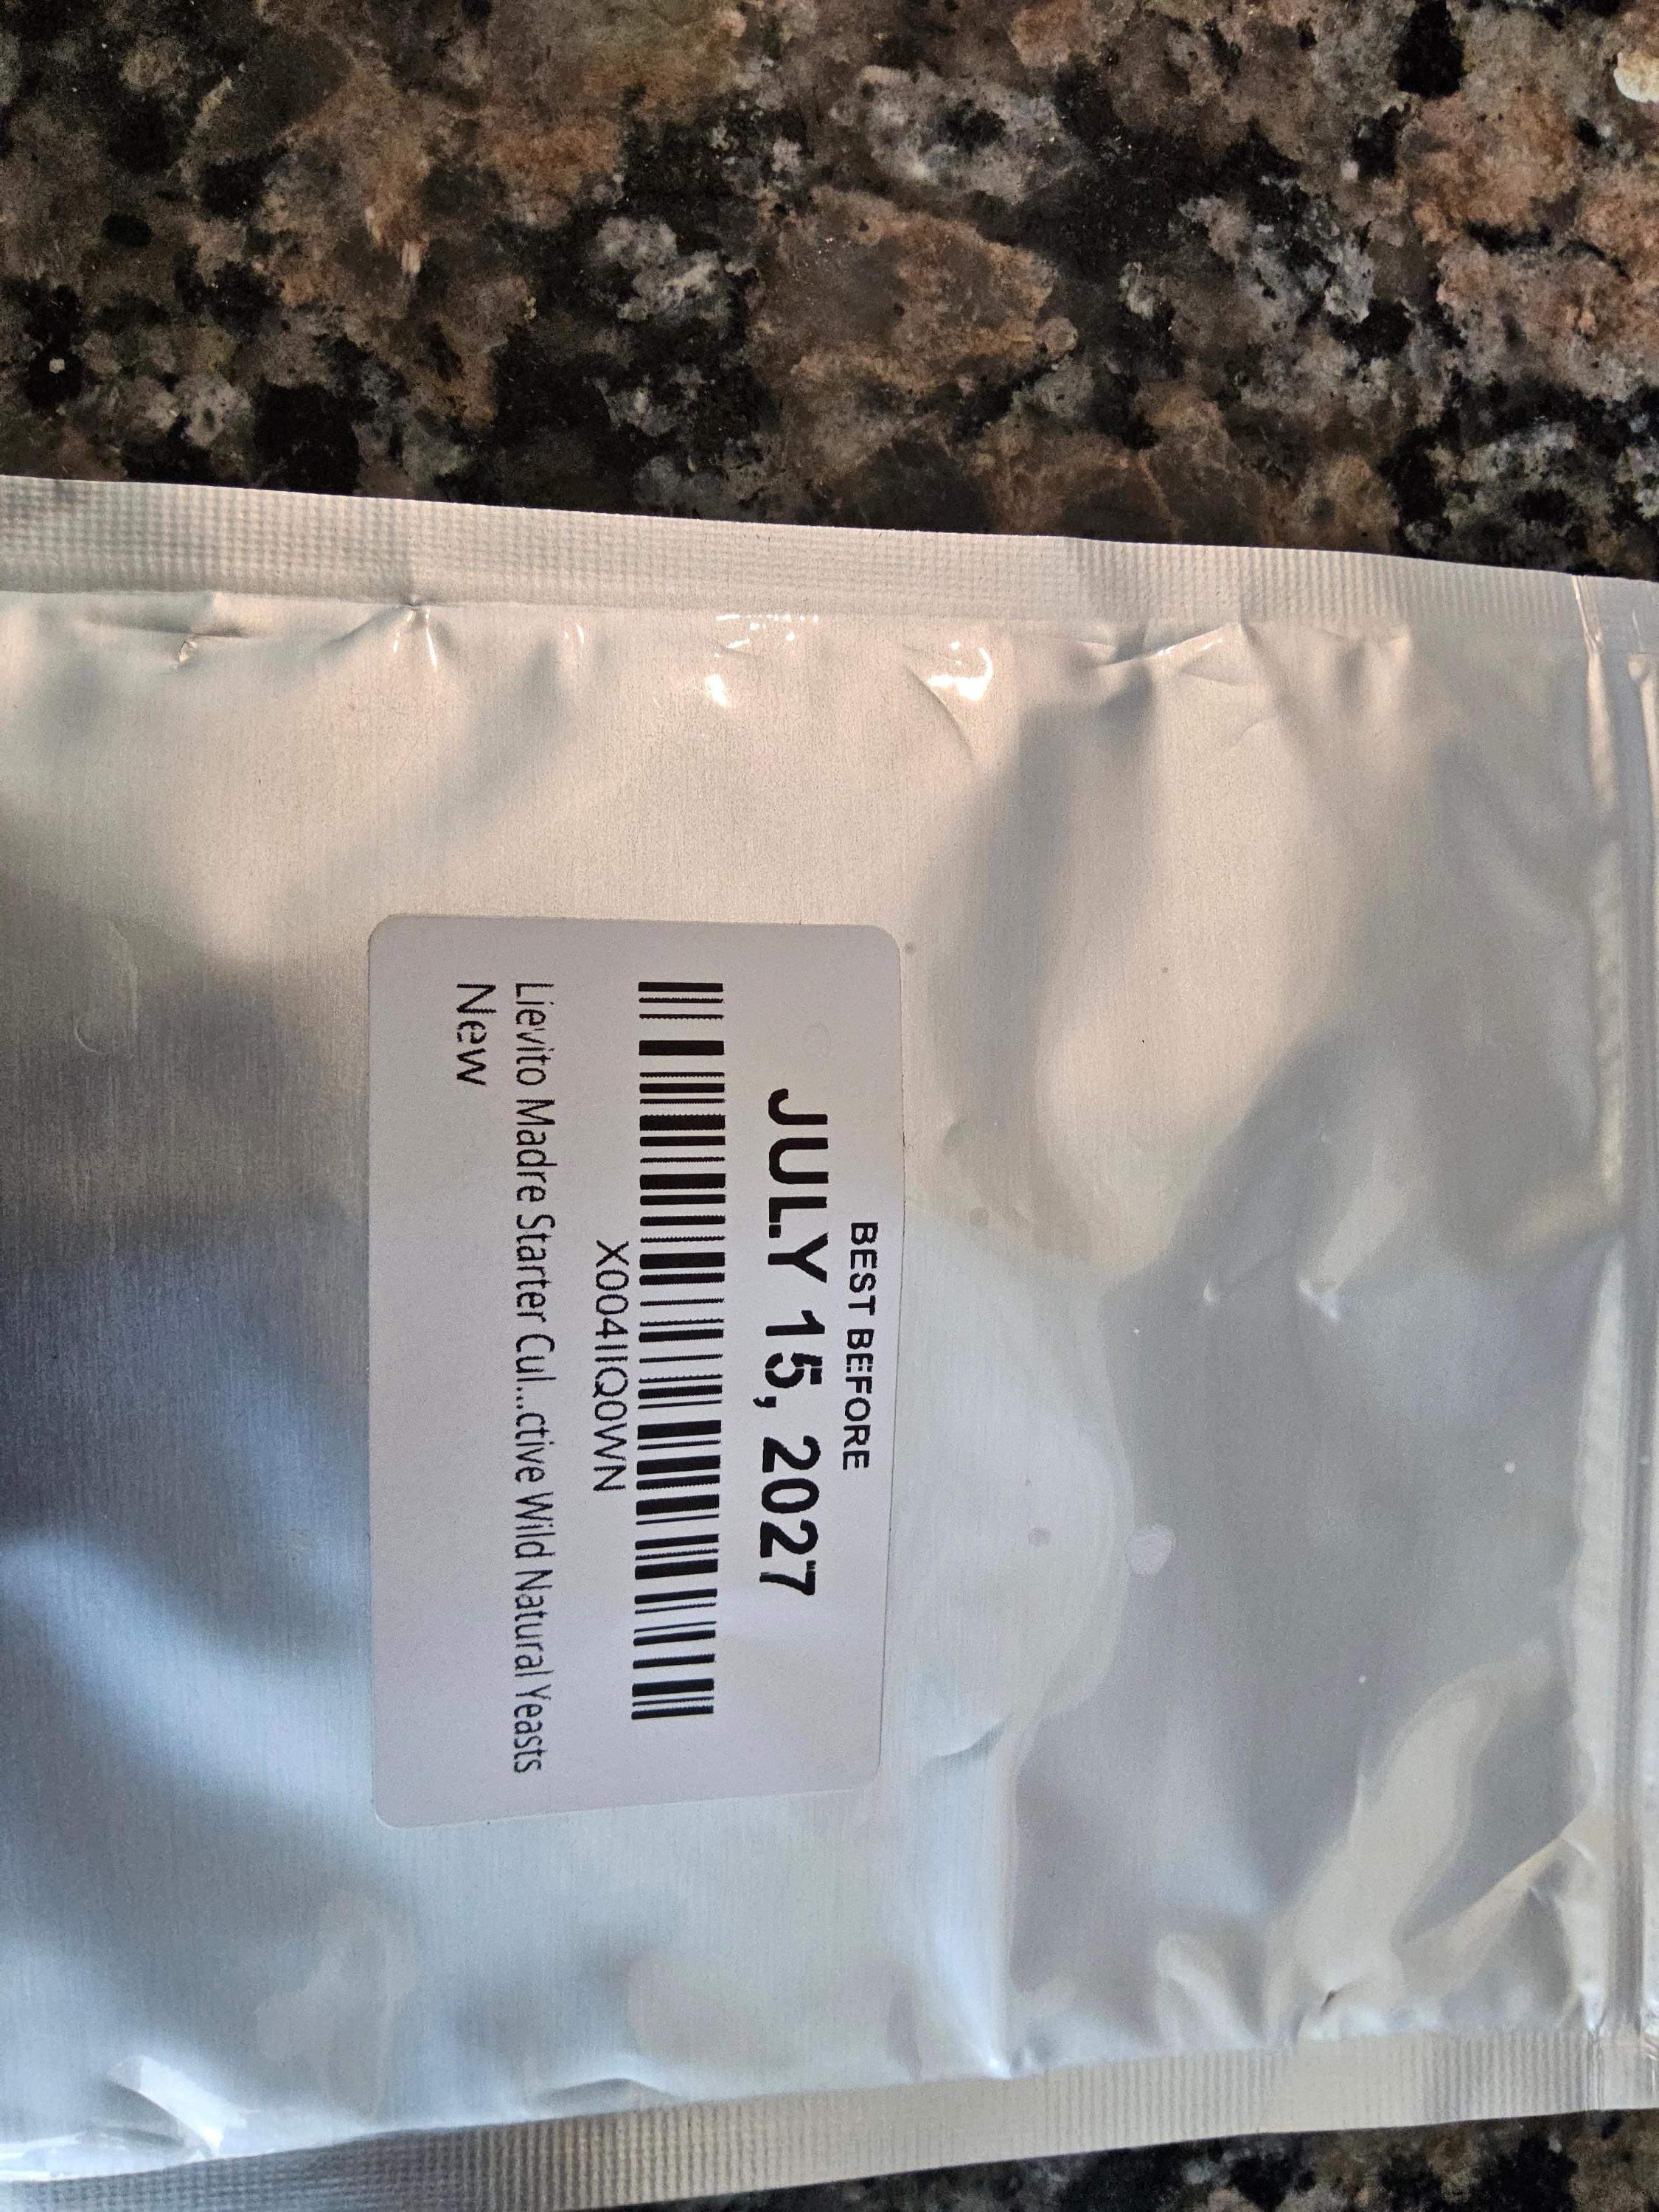 BEST BEFORE
JULY 15, 2027
X004IIQ0WN
Lievito Madre Starter Cul...ctive Wild Natural Yeasts
New